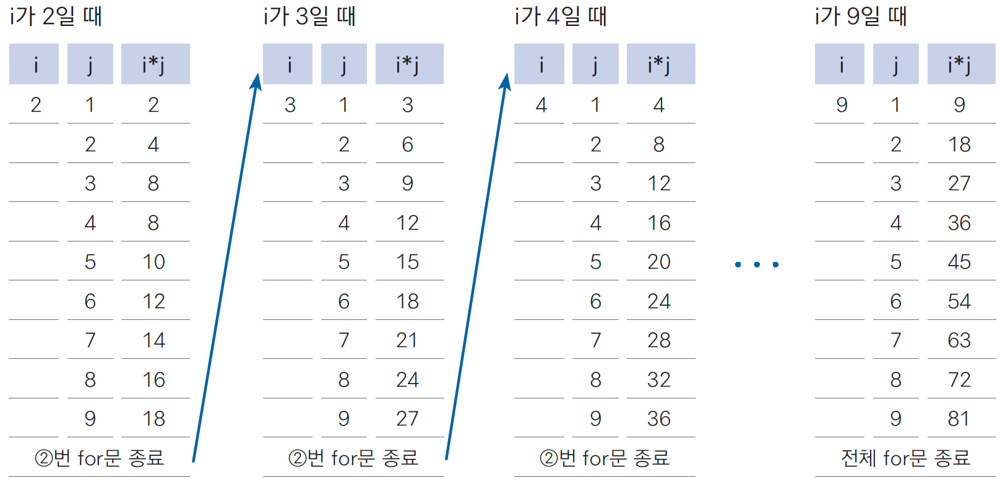 i가 2일 때
i j i*j
2 1 2
2 4
3 8
4 8
5 10
6 12
7 14
8 16
9 18
②번 for문 종료
i가 3일 때
i j i*j
3 1 3
2 6
3 9
4 12
5 15
6 18
7 21
8 24
9 27
②번 for문 종료
i가 4일 때
i j i*j
4 1 4
2 8
3 12
4 16
5 20
6 24
7 28
8 32
9 36
②번 for문 종료
i가 9일 때
i j i*j
9 1 9
2 18
3 27
4 36
5 45
6 54
7 63
8 72
9 81
전체 for문 종료